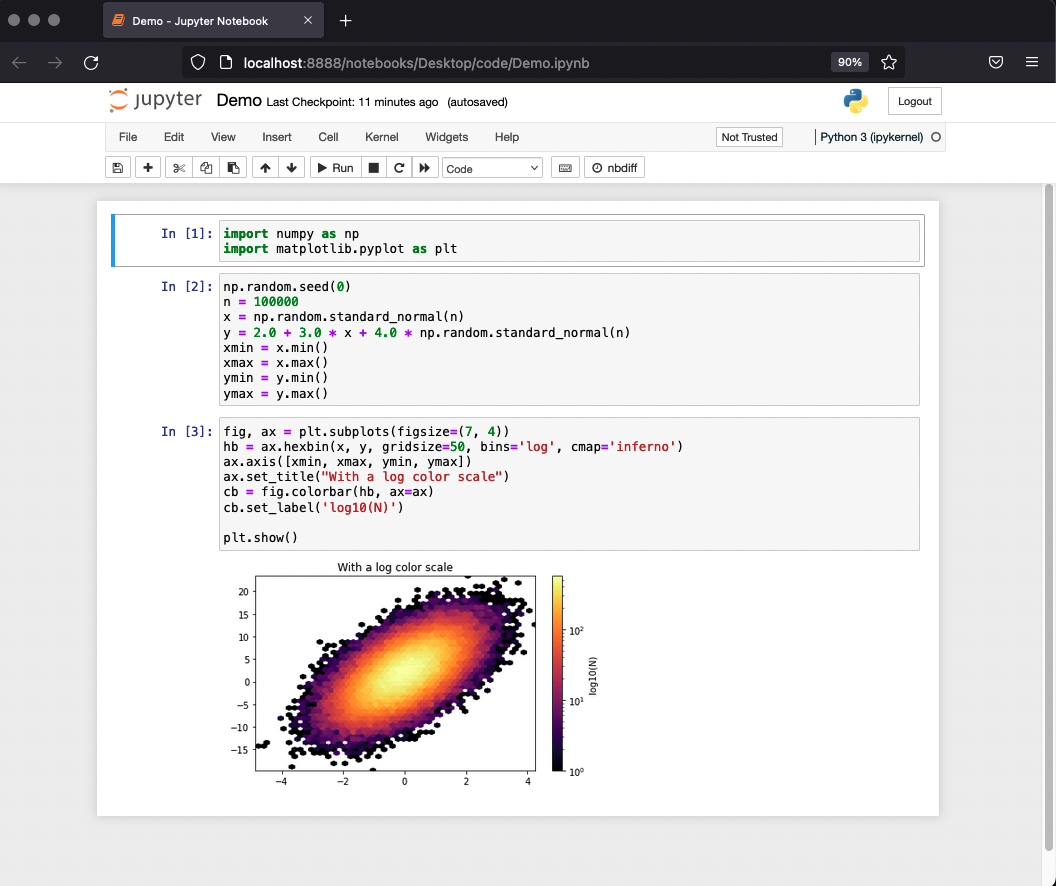 Demo - Jupyter Notebook
localhost:8888/notebooks/Desktop/code/Demo.ipynb 90%
jupyter Demo Last Checkpoint: 11 minutes ago (autosaved) Logout
File Edit View Insert Cell Kernel Widgets Help Not Trusted Python 3 (ipykernel)
Run Code nbdiff
In [1]: import numpy as np
import matplotlib.pyplot as plt
In [2]: np.random.seed(0)
n = 100000
x = np.random.standard_normal(n)
y = 2.0 + 3.0 * x + 4.0 * np.random.standard_normal(n)
xmin = x.min()
xmax = x.max()
ymin = y.min()
ymax = y.max()
In [3]: fig, ax = plt.subplots(figsize=(7, 4))
hb = ax.hexbin(x, y, gridsize=50, bins='log', cmap='inferno')
ax.axis([xmin, xmax, ymin, ymax])
ax.set_title("With a log color scale")
cb = fig.colorbar(hb, ax=ax)
cb.set_label('log10(N)')
plt.show()
With a log color scale
20
15
10
5
0
−5
−10
−15
−4 −2 0 2 4
10²
10¹
10⁰
log10(N)